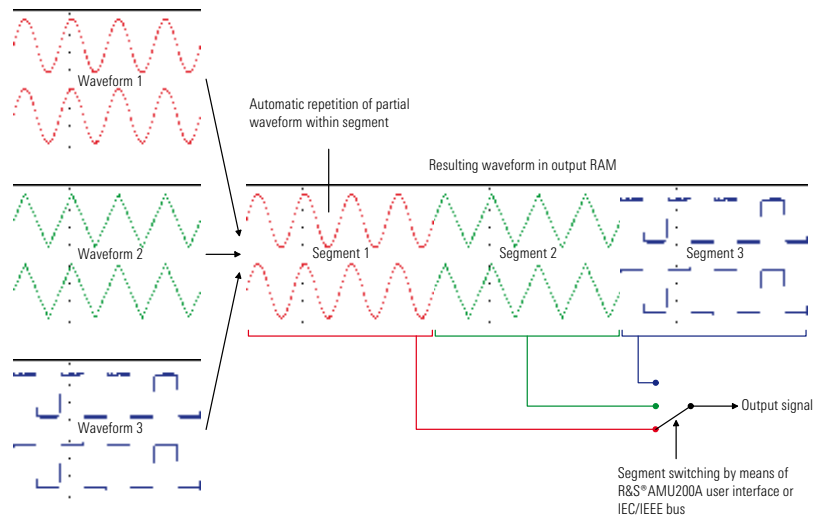 Waveform 1
Automatic repetition of partial
waveform within segment
Resulting waveform in output RAM
Waveform 2
Segment 1
Segment 2
Segment 3
Waveform 3
Output signal
Segment switching by means of
R&S®AMU200A user interface or
IEC/IEEE bus